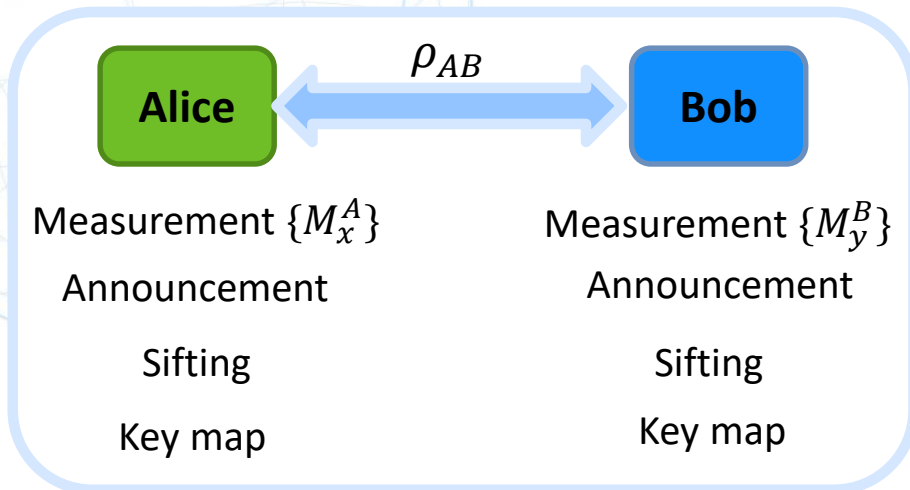 ρ_AB
Alice
Bob
Measurement {M_x^A}
Measurement {M_y^B}
Announcement
Announcement
Sifting
Sifting
Key map
Key map